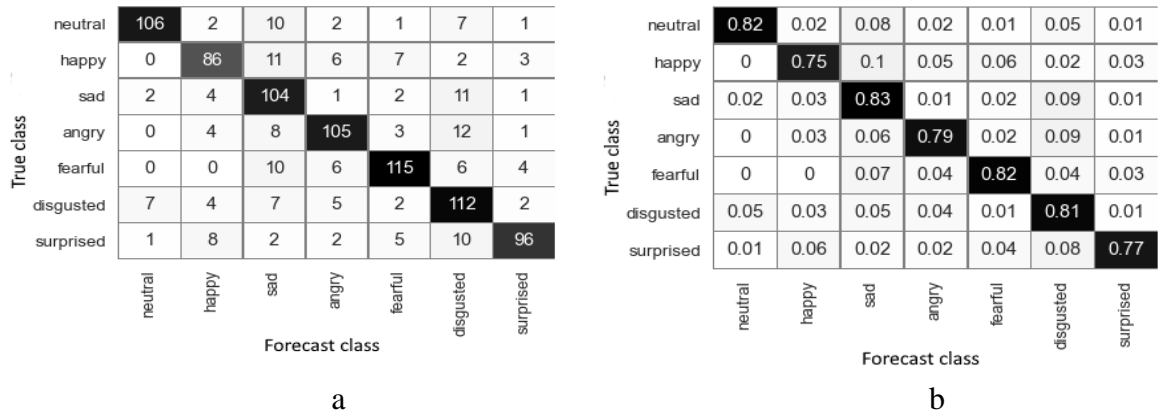 neutral 106 2 10 2 1 7 1
happy 0 86 11 6 7 2 3
sad 2 4 104 1 2 11 1
angry 0 4 8 105 3 12 1
fearful 0 0 10 6 115 6 4
disgusted 7 4 7 5 2 112 2
surprised 1 8 2 2 5 10 96
True class
neutral happy sad angry fearful disgusted surprised
Forecast class
a
neutral 0.82 0.02 0.08 0.02 0.01 0.05 0.01
happy 0 0.75 0.1 0.05 0.06 0.02 0.03
sad 0.02 0.03 0.83 0.01 0.02 0.09 0.01
angry 0 0.03 0.06 0.79 0.02 0.09 0.01
fearful 0 0 0.07 0.04 0.82 0.04 0.03
disgusted 0.05 0.03 0.05 0.04 0.01 0.81 0.01
surprised 0.01 0.06 0.02 0.02 0.04 0.08 0.77
True class
neutral happy sad angry fearful disgusted surprised
Forecast class
b